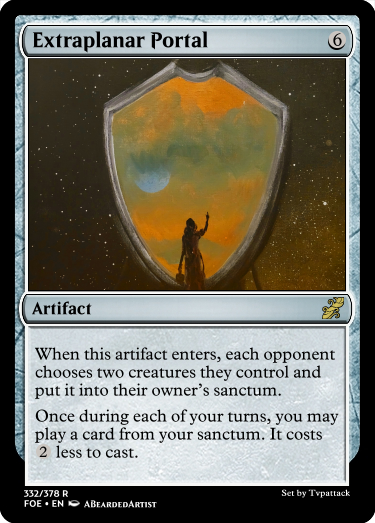 Extraplanar Portal 6
Artifact
When this artifact enters, each opponent
chooses two creatures they control and
put it into their owner's sanctum.
Once during each of your turns, you may
play a card from your sanctum. It costs
2 less to cast.
332/378 R
FOE • EN ABeardedArtist
Set by Tvpattack